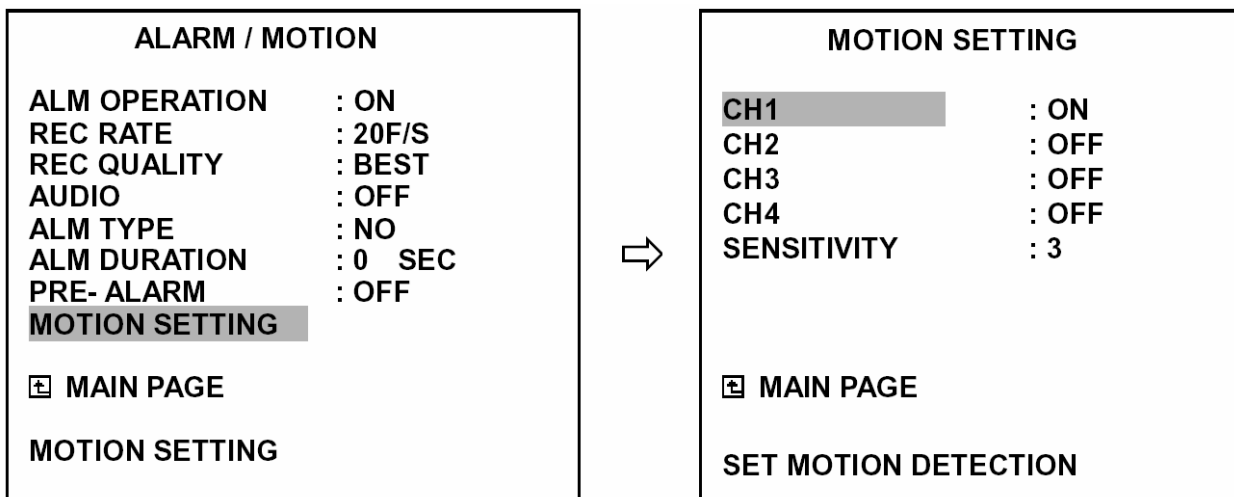 ALARM / MOTION
ALM OPERATION : ON
REC RATE : 20F/S
REC QUALITY : BEST
AUDIO : OFF
ALM TYPE : NO
ALM DURATION : 0 SEC
PRE- ALARM : OFF
MOTION SETTING
MAIN PAGE
MOTION SETTING
MOTION SETTING
CH1 : ON
CH2 : OFF
CH3 : OFF
CH4 : OFF
SENSITIVITY : 3
MAIN PAGE
SET MOTION DETECTION